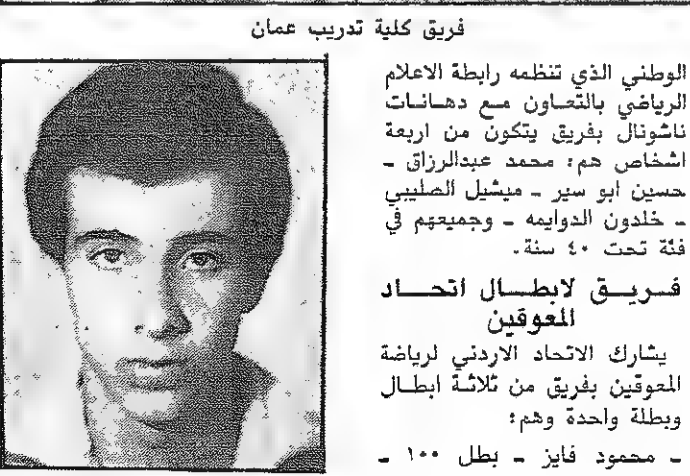 فريق كلية تدريب عمان
الوطني الذي تنظمه رابطة الاعلام
الرياضي بالتعاون مع دهانات
ناشونال بفريق يتكون من اربعة
اشخاص هم: محمد عبدالرزاق -
حسين ابو سير - ميشيل الصليبي
- خلدون الدوايمه - وجميعهم في
فئة تحت ٤٠ سنة.
فريق لابطال اتحاد
المعوقين
يشارك الاتحاد الاردني لرياضة
المعوقين بفريق من ثلاثة ابطال
وبطلة واحدة وهم:
- محمود فايز - بطل ١٠٠ -